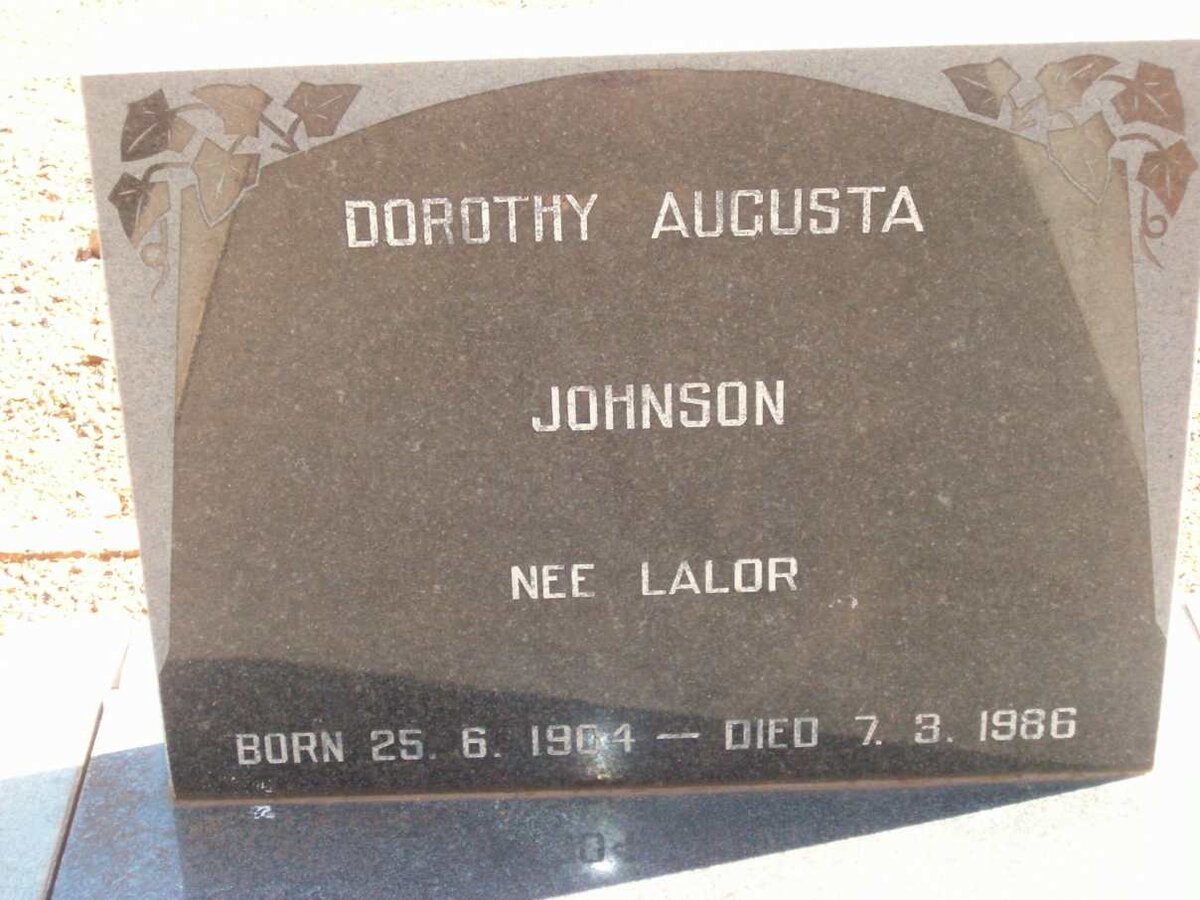 DOROTHY AUGUSTA
JOHNSON
NEE LALOR
BORN 25. 6. 1904 — DIED 7. 3. 1986